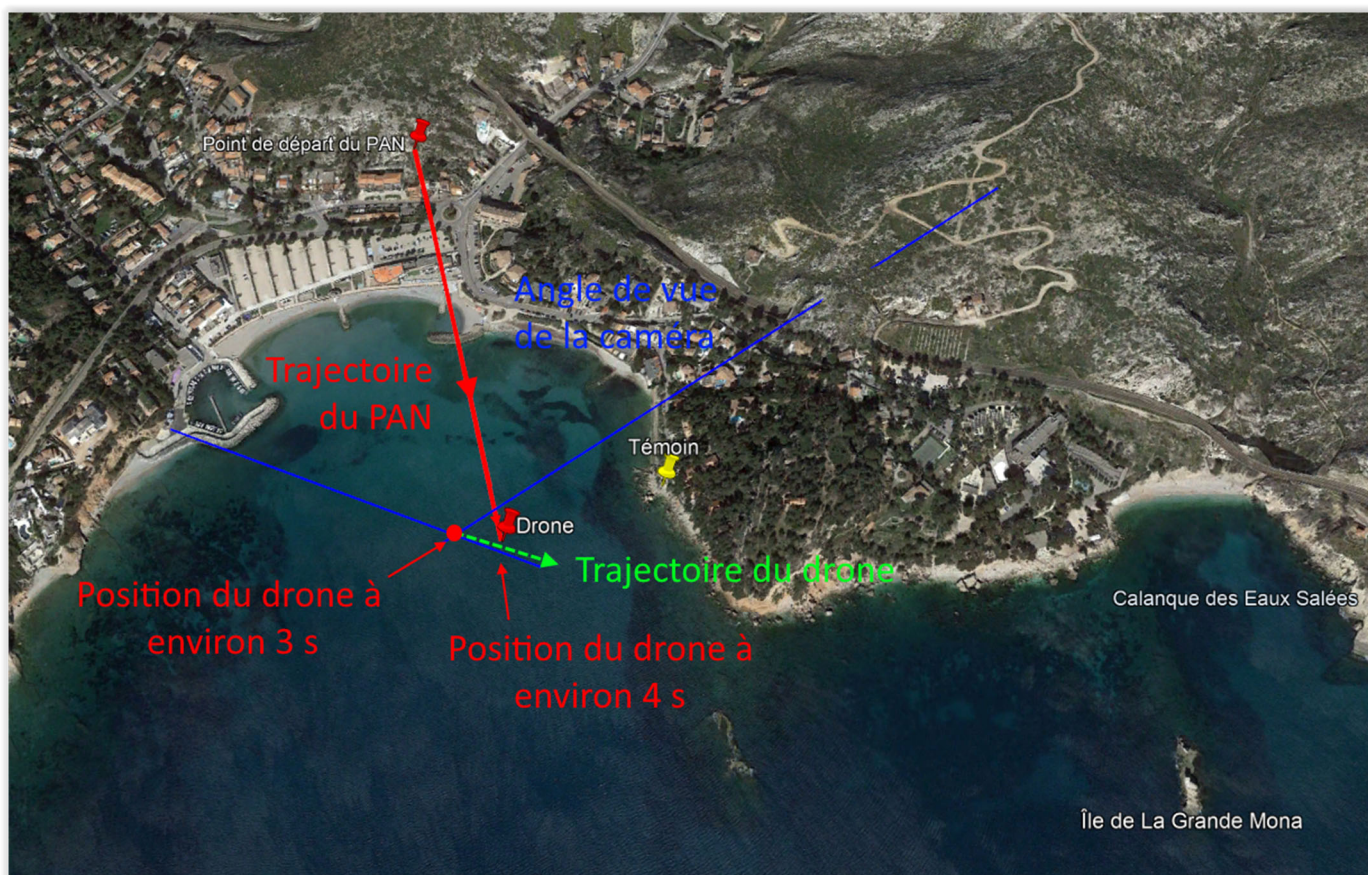 Point de départ du PAN
Angle de vue
de la caméra
Trajectoire
du PAN
Témoin
Drone
Trajectoire du drone
Position du drone à
environ 3 s
Position du drone à
environ 4 s
Calanque des Eaux Salées
Île de La Grande Mona